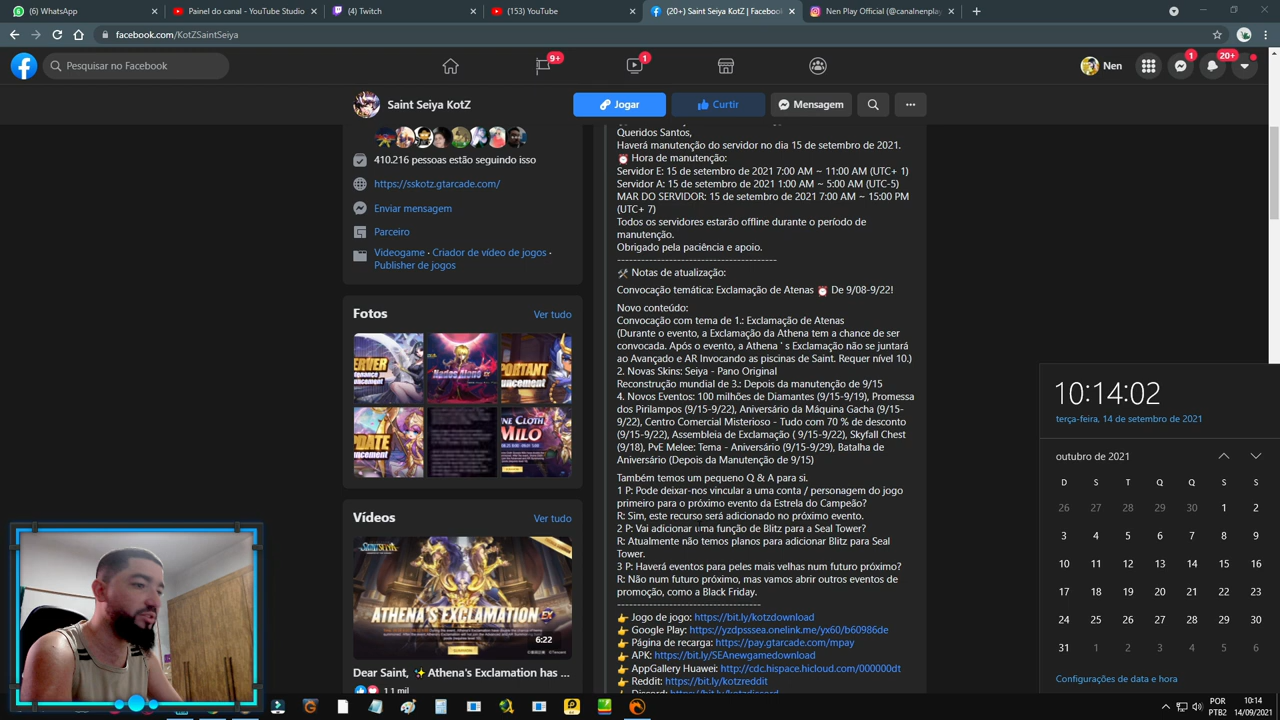 (6) WhatsApp
Painel do canal - YouTube Studio
(4) Twitch
(153) YouTube
(20+) Saint Seiya KotZ | Facebook
Nen Play Official (@canalnenplay
facebook.com/KotZSaintSeiya
Pesquisar no Facebook
9+
1
Nen
1
20+
Saint Seiya KotZ
Jogar
Curtir
Mensagem
410.216 pessoas estão seguindo isso
https://sskotz.gtarcade.com/
Enviar mensagem
Parceiro
Videogame · Criador de vídeo de jogos ·
Publisher de jogos
Fotos
Ver tudo
Vídeos
Ver tudo
ATHENA'S EXCLAMATION EX
6:22
Dear Saint, ✨ Athena's Exclamation has ...
1,1 mil
Queridos Santos,
Haverá manutenção do servidor no dia 15 de setembro de 2021.
⏰ Hora de manutenção:
Servidor E: 15 de setembro de 2021 7:00 AM ~ 11:00 AM (UTC+ 1)
Servidor A: 15 de setembro de 2021 1:00 AM ~ 5:00 AM (UTC-5)
MAR DO SERVIDOR: 15 de setembro de 2021 7:00 AM ~ 15:00 PM
(UTC+ 7)
Todos os servidores estarão offline durante o período de
manutenção.
Obrigado pela paciência e apoio.
----------------------------------------
🛠 Notas de atualização:
Convocação temática: Exclamação de Atenas ⏰ De 9/08-9/22!
Novo conteúdo:
Convocação com tema de 1.: Exclamação de Atenas
(Durante o evento, a Exclamação da Athena tem a chance de ser
convocada. Após o evento, a Athena ' s Exclamação não se juntará
ao Avançado e AR Invocando as piscinas de Saint. Requer nível 10.)
2. Novas Skins: Seiya - Pano Original
Reconstrução mundial de 3.: Depois da manutenção de 9/15
4. Novos Eventos: 100 milhões de Diamantes (9/15-9/19), Promessa
dos Pirilampos (9/15-9/22), Aniversário da Máquina Gacha (9/15-
9/22), Centro Comercial Misterioso - Tudo com 70 % de desconto
(9/15-9/22), Assembleia de Exclamação ( 9/15-9/22), Skyfall Chest
(9/18), PvE Melee: Tema - Aniversário (9/15-9/29), Batalha de
Aniversário (Depois da Manutenção de 9/15)
Também temos um pequeno Q & A para si.
1 P: Pode deixar-nos vincular a uma conta / personagem do jogo
primeiro para o próximo evento da Estrela do Campeão?
R: Sim, este recurso será adicionado no próximo evento.
2 P: Vai adicionar uma função de Blitz para a Seal Tower?
R: Atualmente não temos planos para adicionar Blitz para Seal
Tower.
3 P: Haverá eventos para peles mais velhas num futuro próximo?
R: Não num futuro próximo, mas vamos abrir outros eventos de
promoção, como a Black Friday.
------------------------------------
👉 Jogo de jogo: https://bit.ly/kotzdownload
👉 Google Play: https://yzdpsssea.onelink.me/yx60/b60986de
👉 Página de recarga: https://pay.gtarcade.com/mpay
👉 APK: https://bit.ly/SEAnewgamedownload
👉 AppGallery Huawei: http://cdc.hispace.hicloud.com/000000dt
👉 Reddit: https://bit.ly/kotzreddit
👉 Discord: https://bit.ly/kotzdiscord
10:14:02
terça-feira, 14 de setembro de 2021
outubro de 2021
D S T Q Q S S
26 27 28 29 30 1 2
3 4 5 6 7 8 9
10 11 12 13 14 15 16
17 18 19 20 21 22 23
24 25 26 27 28 29 30
31 1 2 3 4 5 6
Configurações de data e hora
POR
PTB2
10:14
14/09/2021